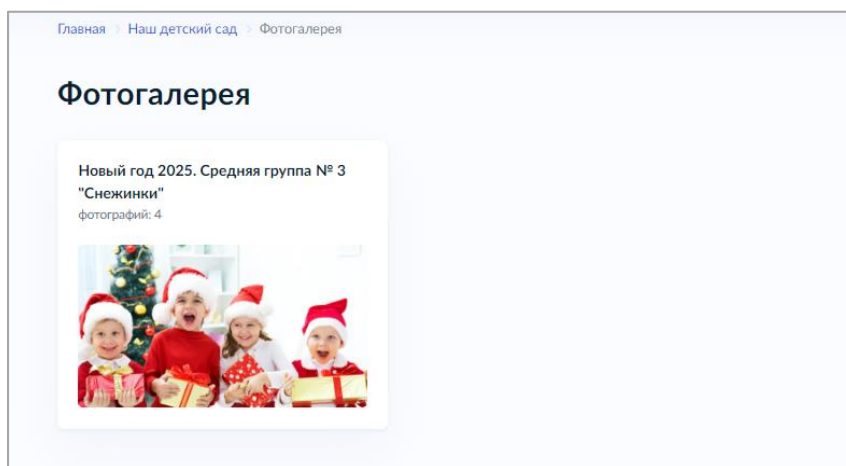 Главная > Наш детский сад > Фотогалерея
Фотогалерея
Новый год 2025. Средняя группа № 3
"Снежинки"
фотографий: 4